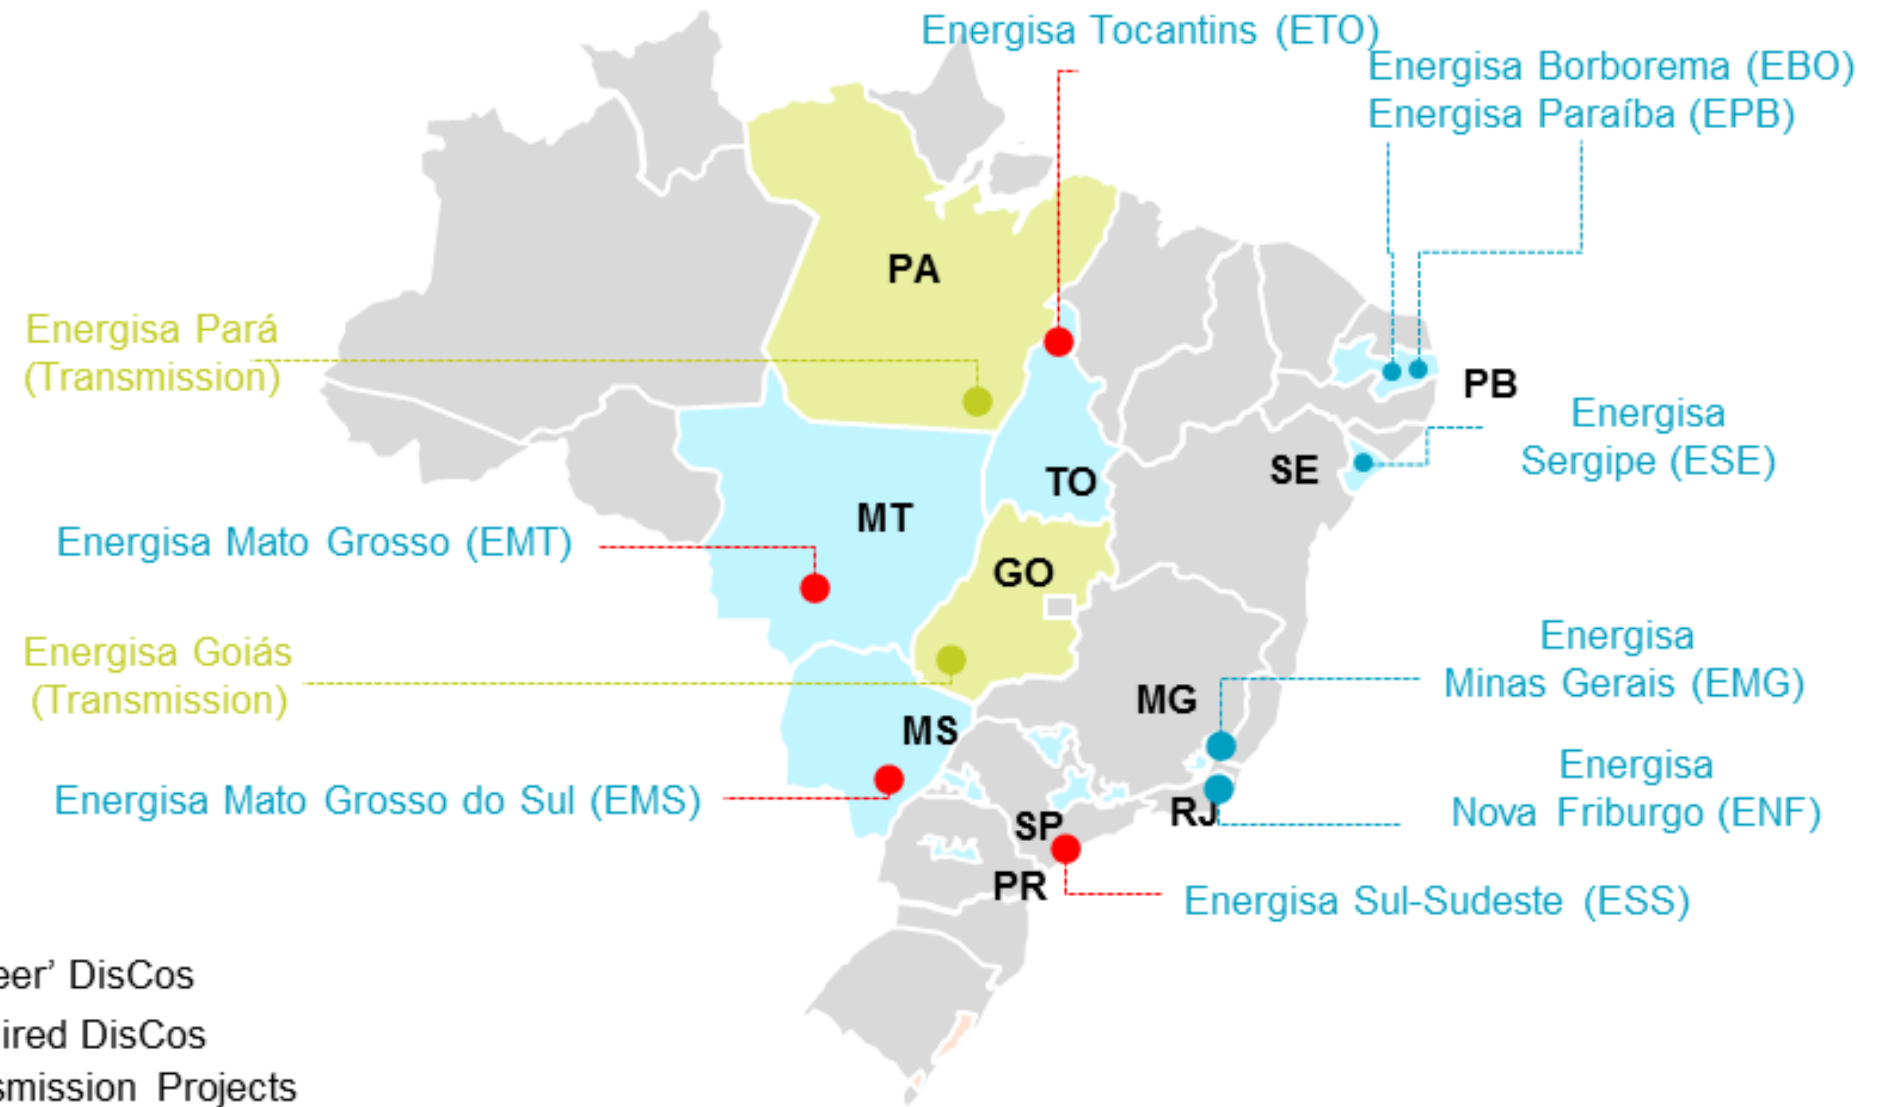 Energisa Tocantins (ETO)
Energisa Borborema (EBO)
Energisa Paraíba (EPB)
PA
Energisa Pará
(Transmission)
PB
Energisa
Sergipe (ESE)
SE
TO
MT
Energisa Mato Grosso (EMT)
GO
Energisa Goiás
(Transmission)
Energisa
Minas Gerais (EMG)
MG
MS
Energisa Mato Grosso do Sul (EMS)
Energisa
Nova Friburgo (ENF)
RJ
SP
PR
Energisa Sul-Sudeste (ESS)
eer’ DisCos
ired DisCos
smission Projects